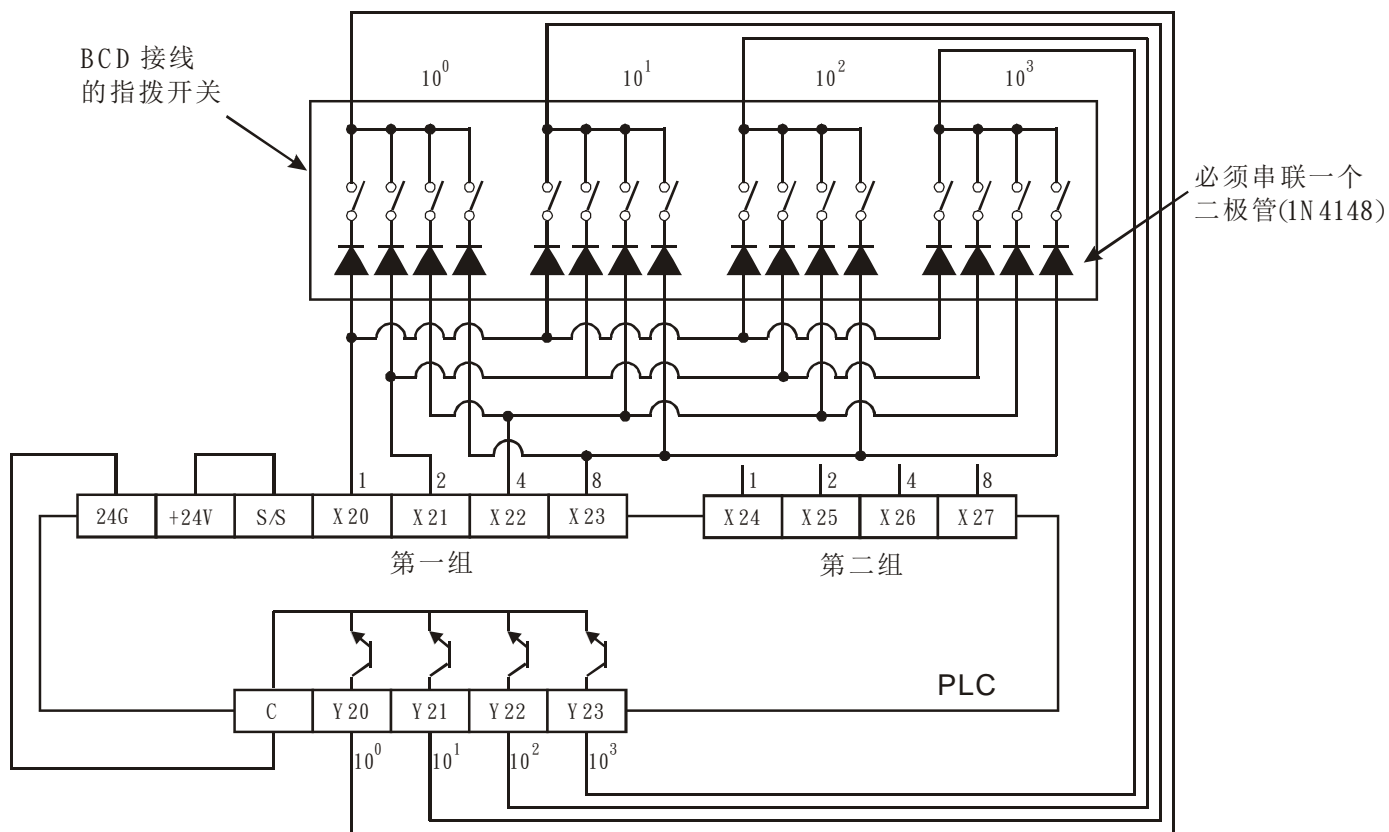 BCD 接线
的指拨开关
10⁰ 10¹ 10² 10³
必须串联一个
二极管(1N4148)
1 2 4 8 1 2 4 8
24G +24V S/S X20 X21 X22 X23 X24 X25 X26 X27
第一组 第二组
PLC
C Y20 Y21 Y22 Y23
10⁰ 10¹ 10² 10³